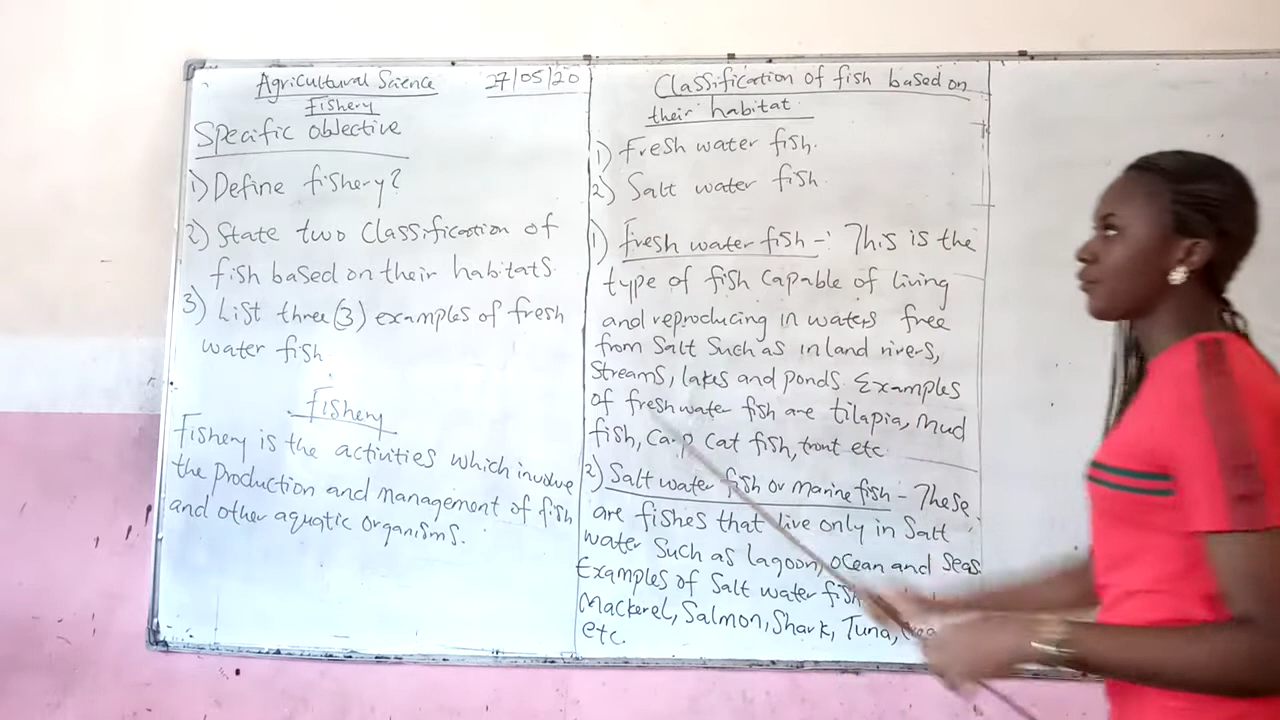 Agricultural Science 27/05/20
Fishery
Specific objective
1) Define fishery?
2) State two classification of
fish based on their habitats.
3) List three (3) examples of fresh
water fish
Fishery
Fishery is the activities which involve
the production and management of fish
and other aquatic organisms.
Classification of fish based on
their habitat.
1) Fresh water fish.
2) Salt water fish.
1) Fresh water fish -: This is the
type of fish capable of living
and reproducing in waters free
from Salt Such as inland rivers,
Streams, lakes and ponds. Examples
of fresh water fish are tilapia, mud
fish, carp cat fish, trout etc.
2) Salt water fish or marine fish - These
are fishes that live only in Salt
water Such as lagoon, ocean and seas.
Examples of Salt water fish
Mackerel, Salmon, Shark, Tuna,
etc.